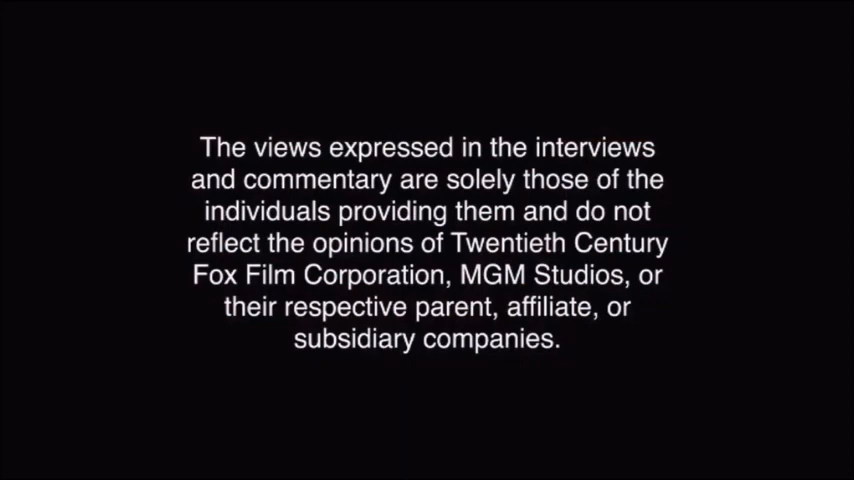 The views expressed in the interviews
and commentary are solely those of the
individuals providing them and do not
reflect the opinions of Twentieth Century
Fox Film Corporation, MGM Studios, or
their respective parent, affiliate, or
subsidiary companies.